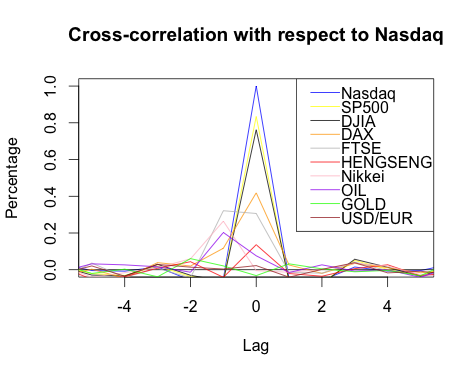 Cross-correlation with respect to Nasdaq
Percentage
1.0
0.8
0.6
0.4
0.2
0.0
Nasdaq
SP500
DJIA
DAX
FTSE
HENGSENG
Nikkei
OIL
GOLD
USD/EUR
-4 -2 0 2 4
Lag